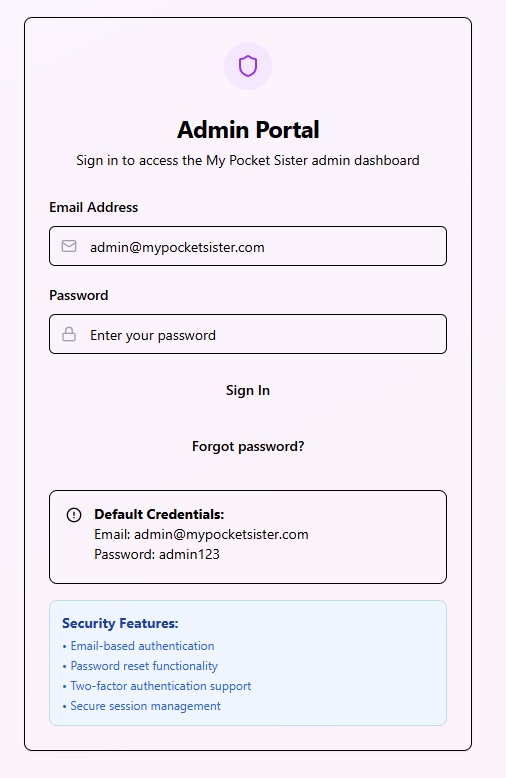 Admin Portal
Sign in to access the My Pocket Sister admin dashboard
Email Address
admin@mypocketsister.com
Password
Enter your password
Sign In
Forgot password?
Default Credentials:
Email: admin@mypocketsister.com
Password: admin123
Security Features:
• Email-based authentication
• Password reset functionality
• Two-factor authentication support
• Secure session management